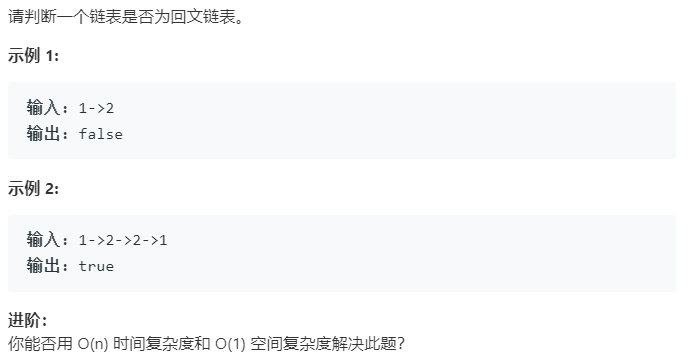 请判断一个链表是否为回文链表。
示例 1:
输入: 1->2
输出: false
示例 2:
输入: 1->2->2->1
输出: true
进阶:
你能否用 O(n) 时间复杂度和 O(1) 空间复杂度解决此题?